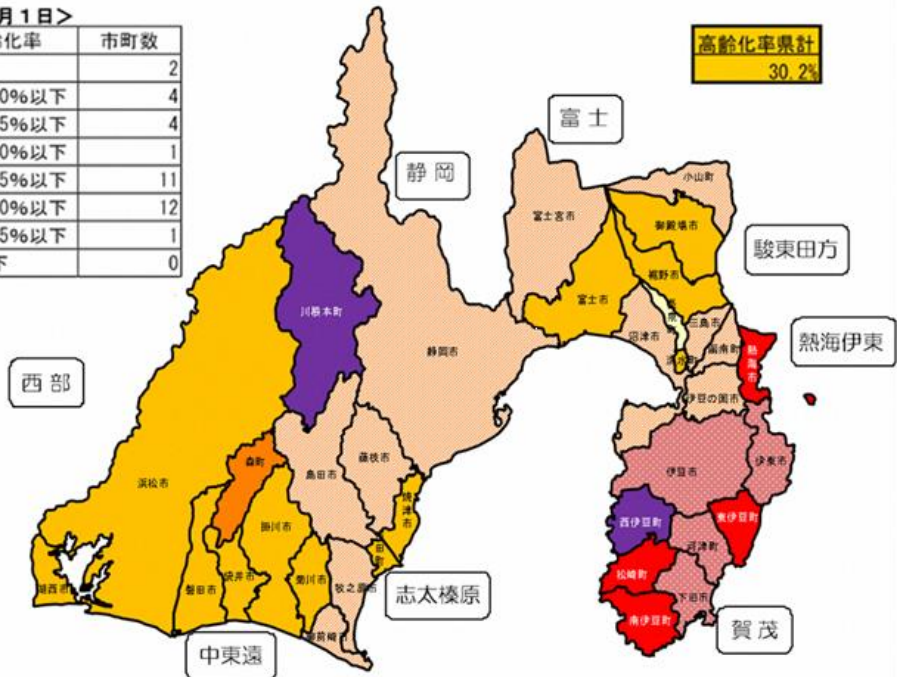 月1日>
化率
市町数
2
0%以下
4
5%以下
4
0%以下
1
5%以下
11
0%以下
12
5%以下
1
下
0
高齢化率県計
30.2%
富士
静岡
小山町
富士宮市
御殿場市
駿東田方
裾野市
富士市
川根本町
三島市
沼津市
函南町
熱海伊東
静岡市
熱海市
清水町
西部
伊豆の国市
森町
島田市
藤枝市
伊豆市
伊東市
浜松市
焼津市
掛川市
西伊豆町
東伊豆町
河津町
湖西市
磐田市
袋井市
菊川市
牧之原市
松崎町
志太榛原
下田市
御前崎市
南伊豆町
賀茂
中東遠